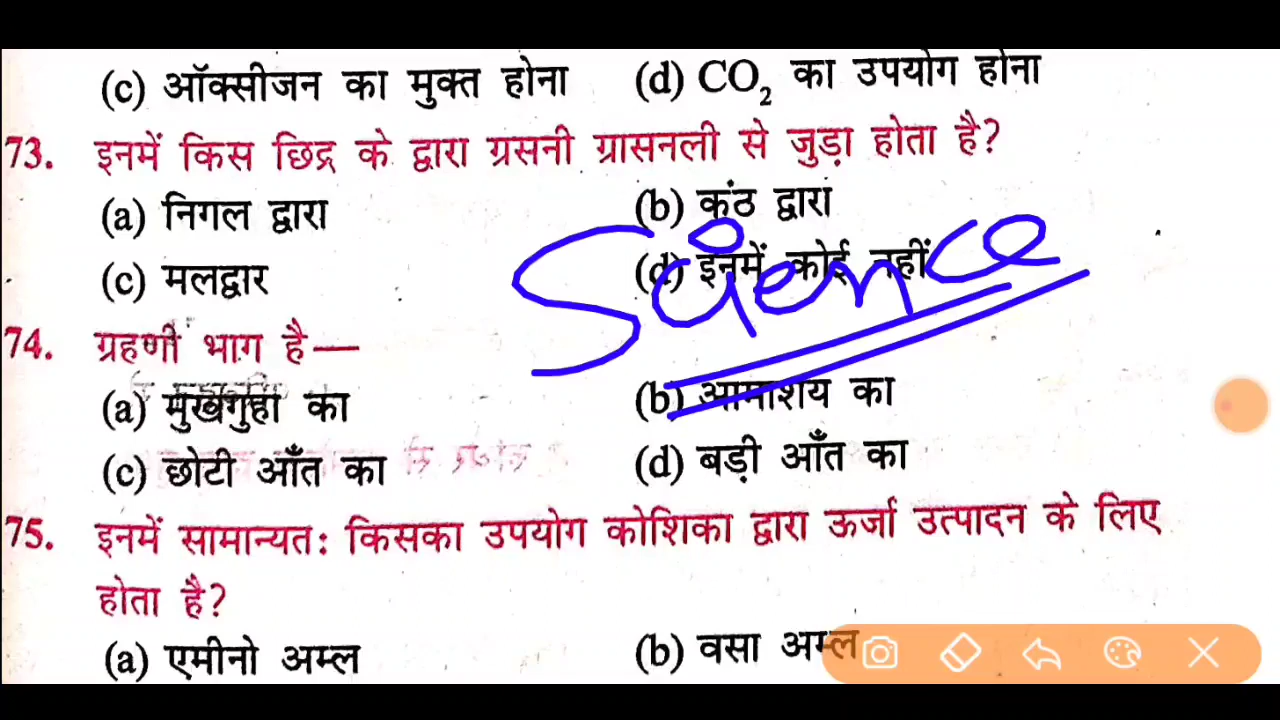 (c) ऑक्सीजन का मुक्त होना (d) CO₂ का उपयोग होना
73. इनमें किस छिद्र के द्वारा ग्रसनी ग्रासनली से जुड़ा होता है?
(a) निगल द्वारा (b) कंठ द्वारा
(c) मलद्वार (d) इनमें कोई नहीं
Science
74. ग्रहणी भाग है—
(a) मुखगुहा का (b) आमाशय का
(c) छोटी आँत का (d) बड़ी आँत का
75. इनमें सामान्यतः किसका उपयोग कोशिका द्वारा ऊर्जा उत्पादन के लिए
होता है?
(a) एमीनो अम्ल (b) वसा अम्ल